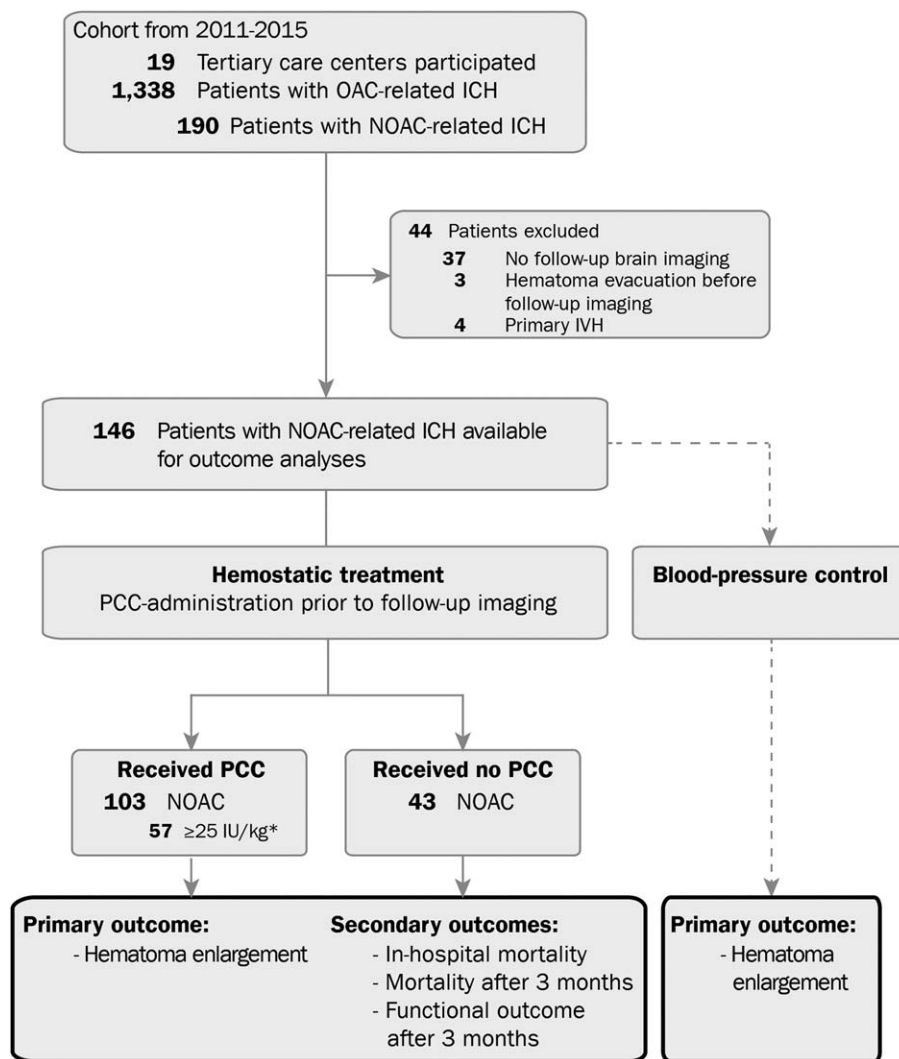 Cohort from 2011-2015
19 Tertiary care centers participated
1,338 Patients with OAC-related ICH
190 Patients with NOAC-related ICH
44 Patients excluded
37 No follow-up brain imaging
3 Hematoma evacuation before
follow-up imaging
4 Primary IVH
146 Patients with NOAC-related ICH available
for outcome analyses
Hemostatic treatment
PCC-administration prior to follow-up imaging
Blood-pressure control
Received PCC
103 NOAC
57 ≥25 IU/kg*
Received no PCC
43 NOAC
Primary outcome:
- Hematoma enlargement
Secondary outcomes:
- In-hospital mortality
- Mortality after 3 months
- Functional outcome
after 3 months
Primary outcome:
- Hematoma
enlargement